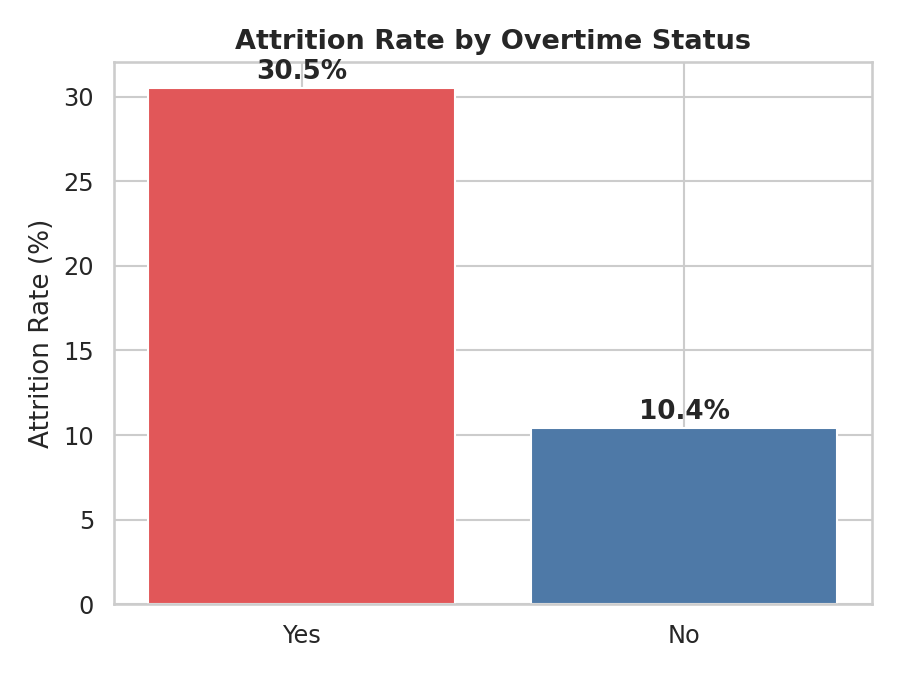 Attrition Rate by Overtime Status
30.5%
30
25
20
15
10.4%
10
5
0
Attrition Rate (%)
Yes
No